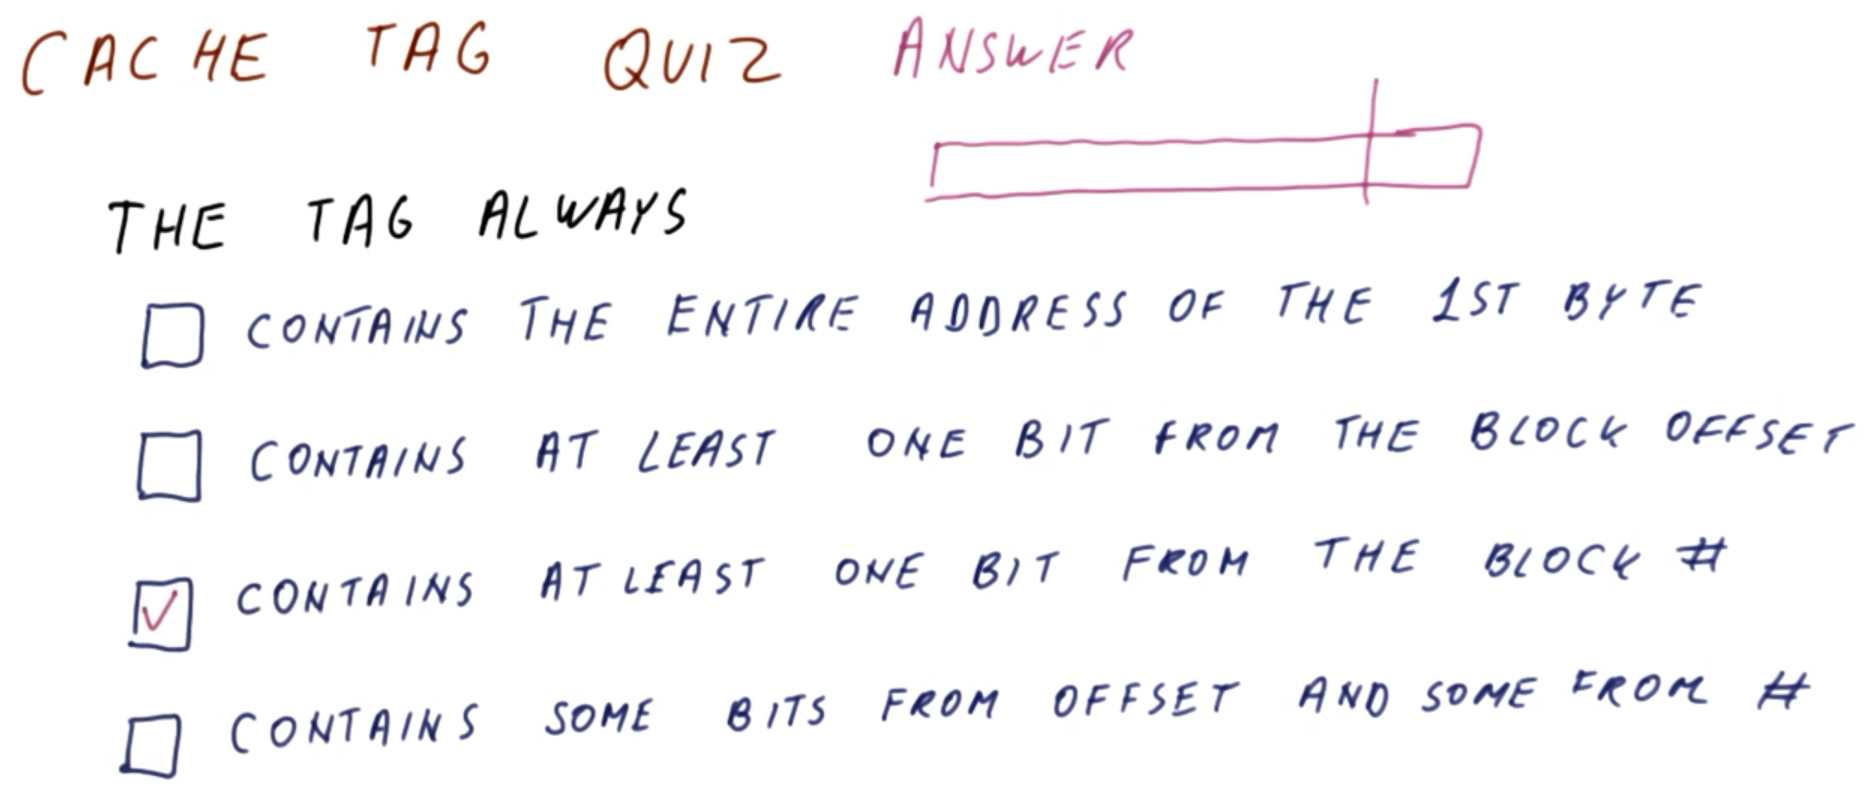 CACHE TAG QUIZ ANSWER
THE TAG ALWAYS
CONTAINS THE ENTIRE ADDRESS OF THE 1ST BYTE
CONTAINS AT LEAST ONE BIT FROM THE BLOCK OFFSET
CONTAINS AT LEAST ONE BIT FROM THE BLOCK #
CONTAINS SOME BITS FROM OFFSET AND SOME FROM #